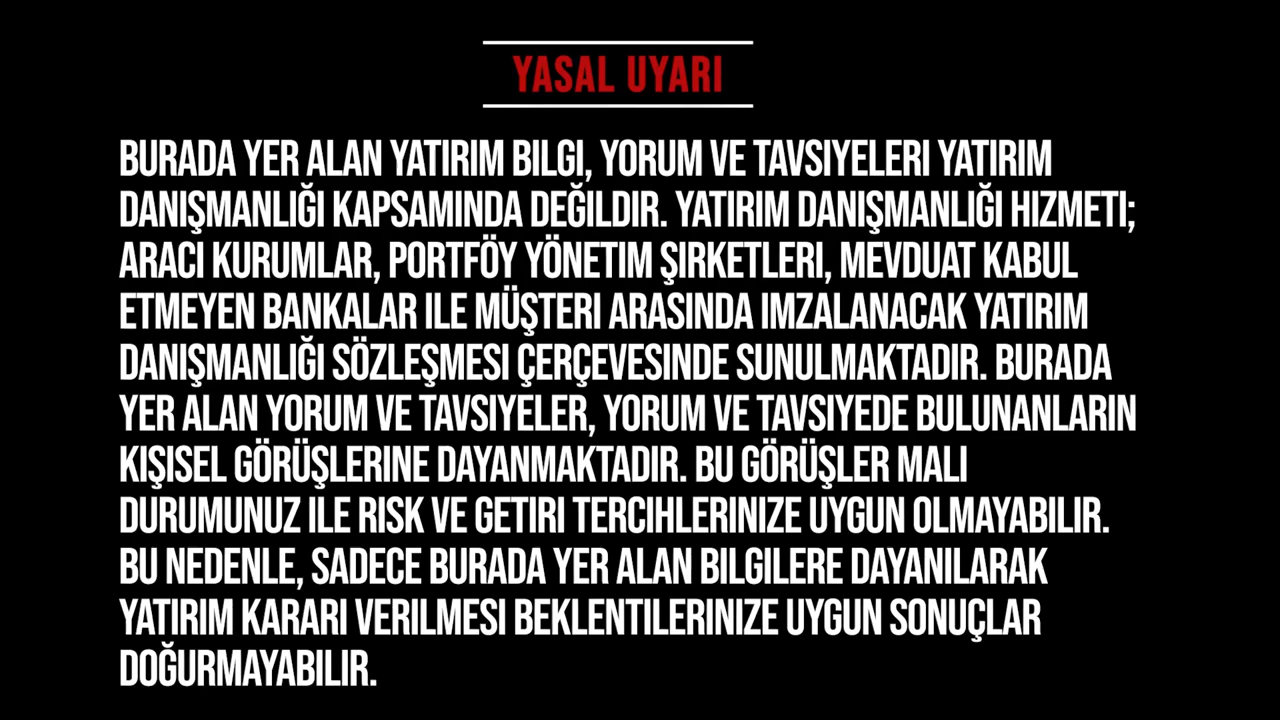 YASAL UYARI
BURADA YER ALAN YATIRIM BILGI, YORUM VE TAVSIYELERI YATIRIM
DANIŞMANLIĞI KAPSAMINDA DEĞILDIR. YATIRIM DANIŞMANLIĞI HIZMETI;
ARACI KURUMLAR, PORTFÖY YÖNETIM ŞIRKETLERI, MEVDUAT KABUL
ETMEYEN BANKALAR ILE MÜŞTERI ARASINDA IMZALANACAK YATIRIM
DANIŞMANLIĞI SÖZLEŞMESI ÇERÇEVESINDE SUNULMAKTADIR. BURADA
YER ALAN YORUM VE TAVSIYELER, YORUM VE TAVSIYEDE BULUNANLARIN
KIŞISEL GÖRÜŞLERINE DAYANMAKTADIR. BU GÖRÜŞLER MALI
DURUMUNUZ ILE RISK VE GETIRI TERCIHLERINIZE UYGUN OLMAYABILIR.
BU NEDENLE, SADECE BURADA YER ALAN BILGILERE DAYANILARAK
YATIRIM KARARI VERILMESI BEKLENTILERINIZE UYGUN SONUÇLAR
DOĞURMAYABILIR.